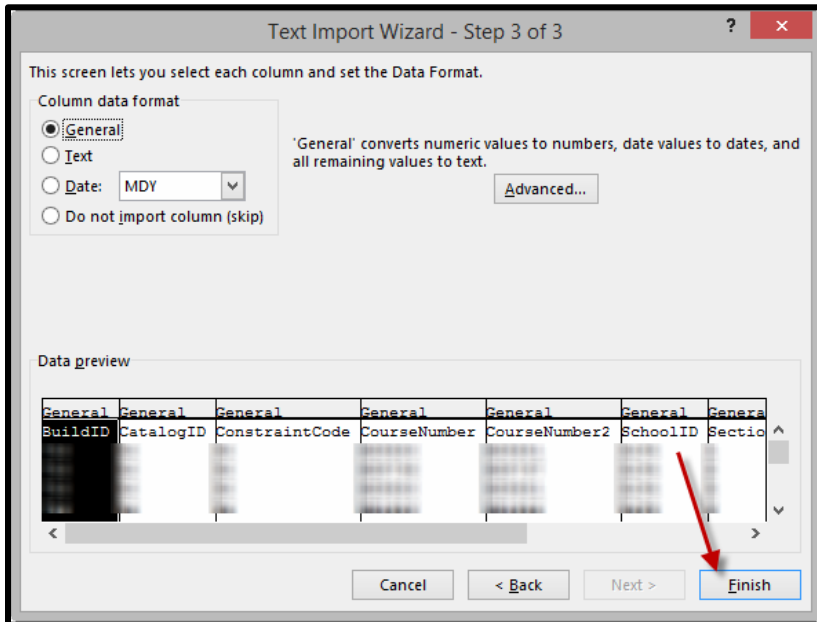 Text Import Wizard - Step 3 of 3
?
This screen lets you select each column and set the Data Format.
Column data format
General
Text
Date: MDY
Do not import column (skip)
'General' converts numeric values to numbers, date values to dates, and
all remaining values to text.
Advanced...
Data preview
General General General General General General Genera
BuildID CatalogID ConstraintCode CourseNumber CourseNumber2 SchoolID Sectio
Cancel < Back Next > Finish